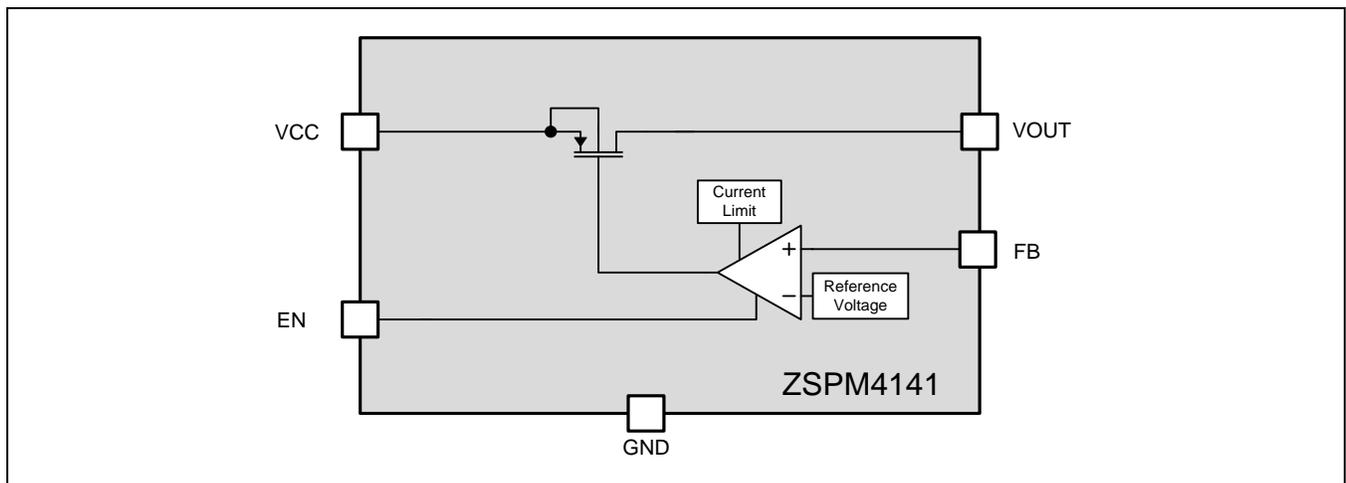 VCC
VOUT
Current
Limit
+
FB
−
Reference
Voltage
EN
ZSPM4141
GND